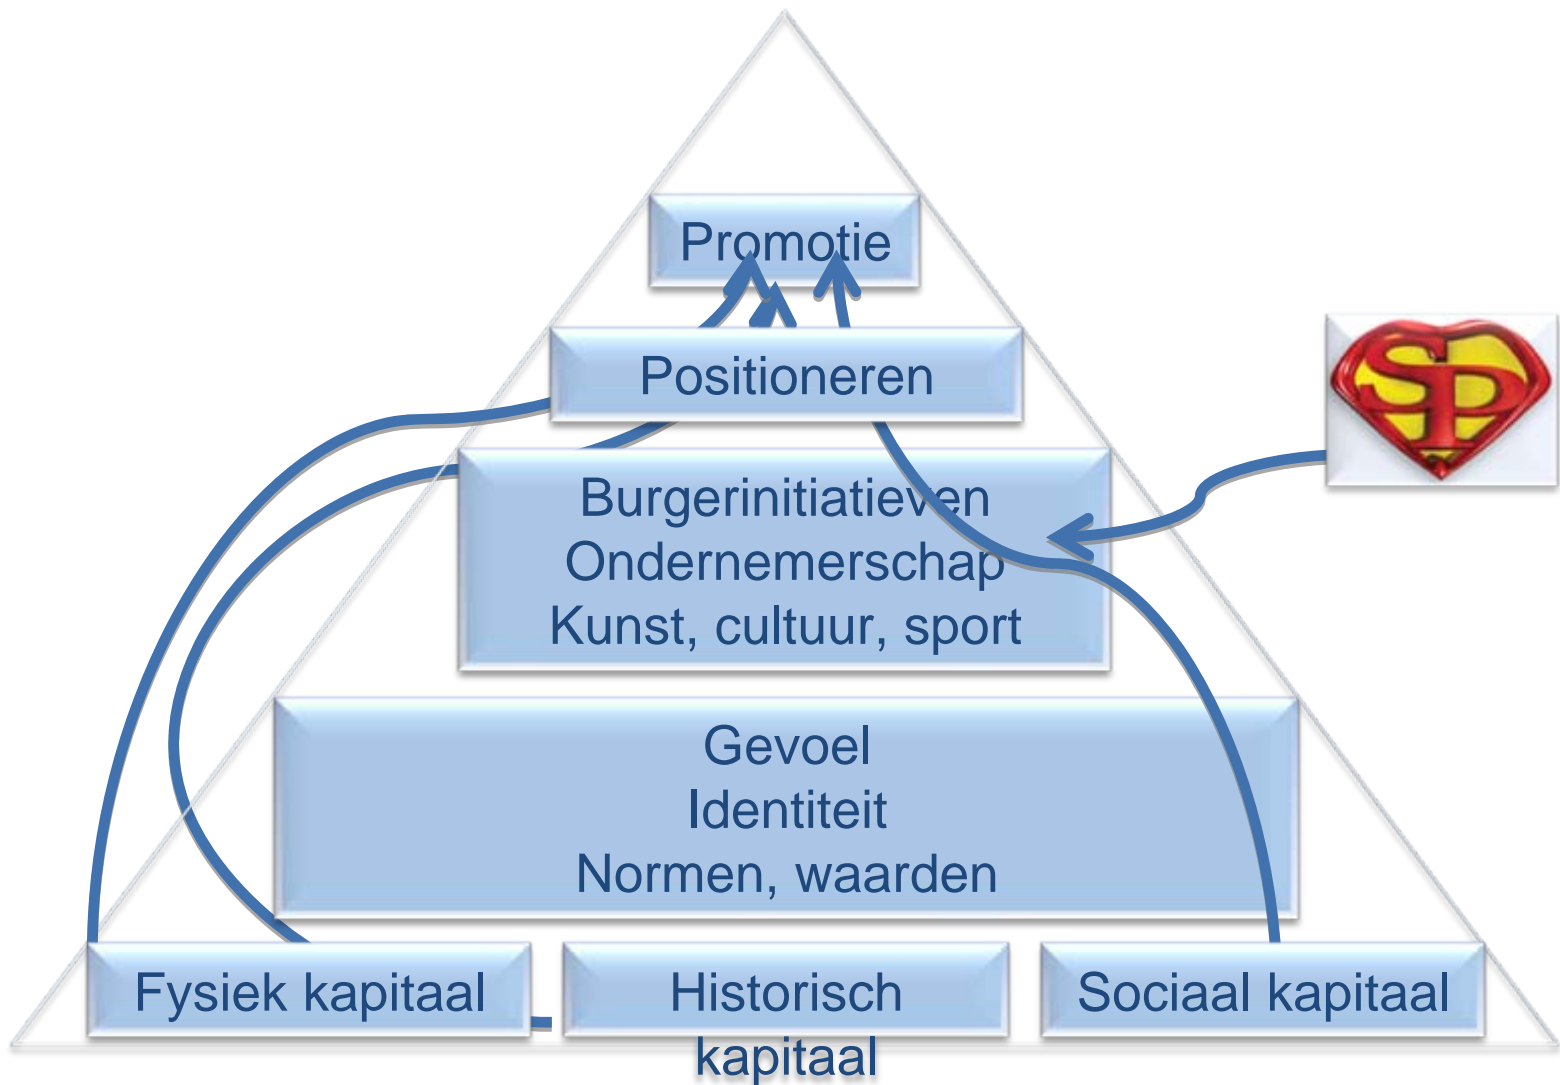 Promotie
Positioneren
SP
Burgerinitiatieven
Ondernemerschap
Kunst, cultuur, sport
Gevoel
Identiteit
Normen, waarden
Fysiek kapitaal
Historisch
kapitaal
Sociaal kapitaal